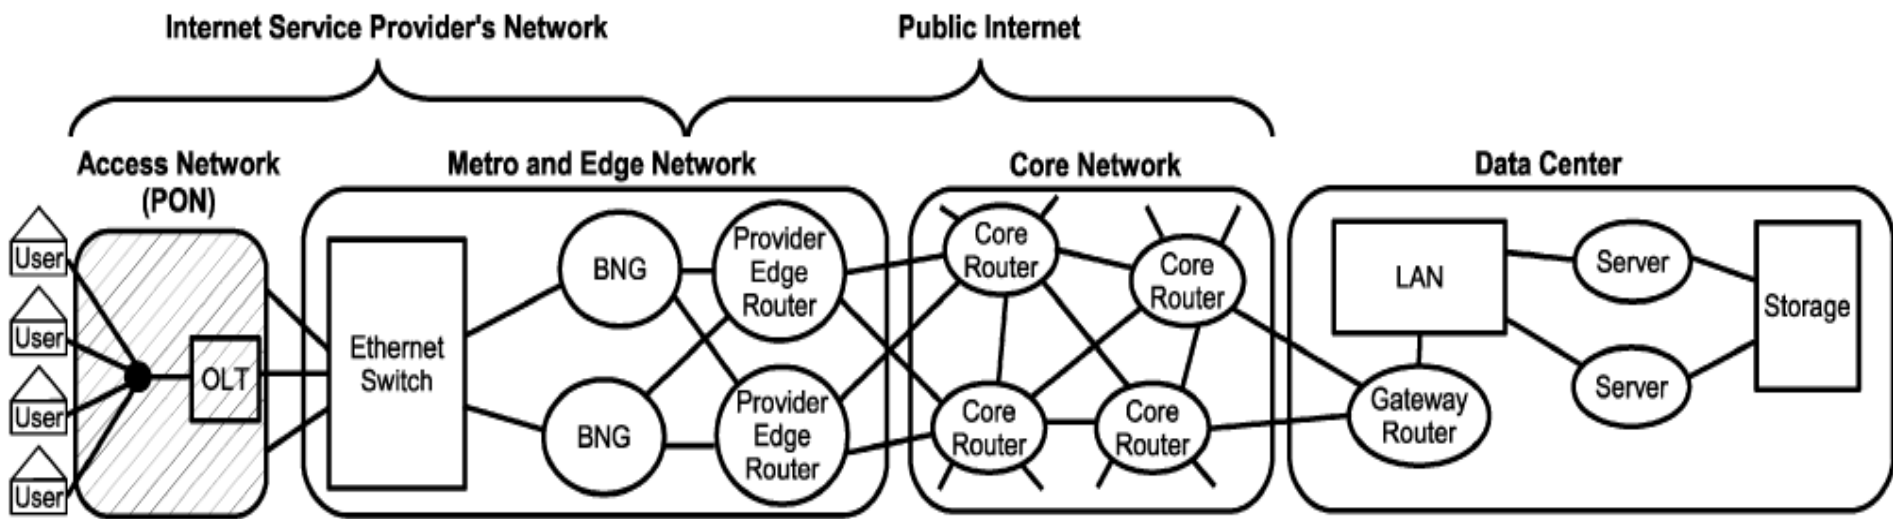 Internet Service Provider's Network
Public Internet
Access Network
(PON)
Metro and Edge Network
Core Network
Data Center
User
User
User
User
OLT
Ethernet
Switch
BNG
BNG
Provider
Edge
Router
Provider
Edge
Router
Core
Router
Core
Router
Core
Router
Core
Router
LAN
Gateway
Router
Server
Server
Storage